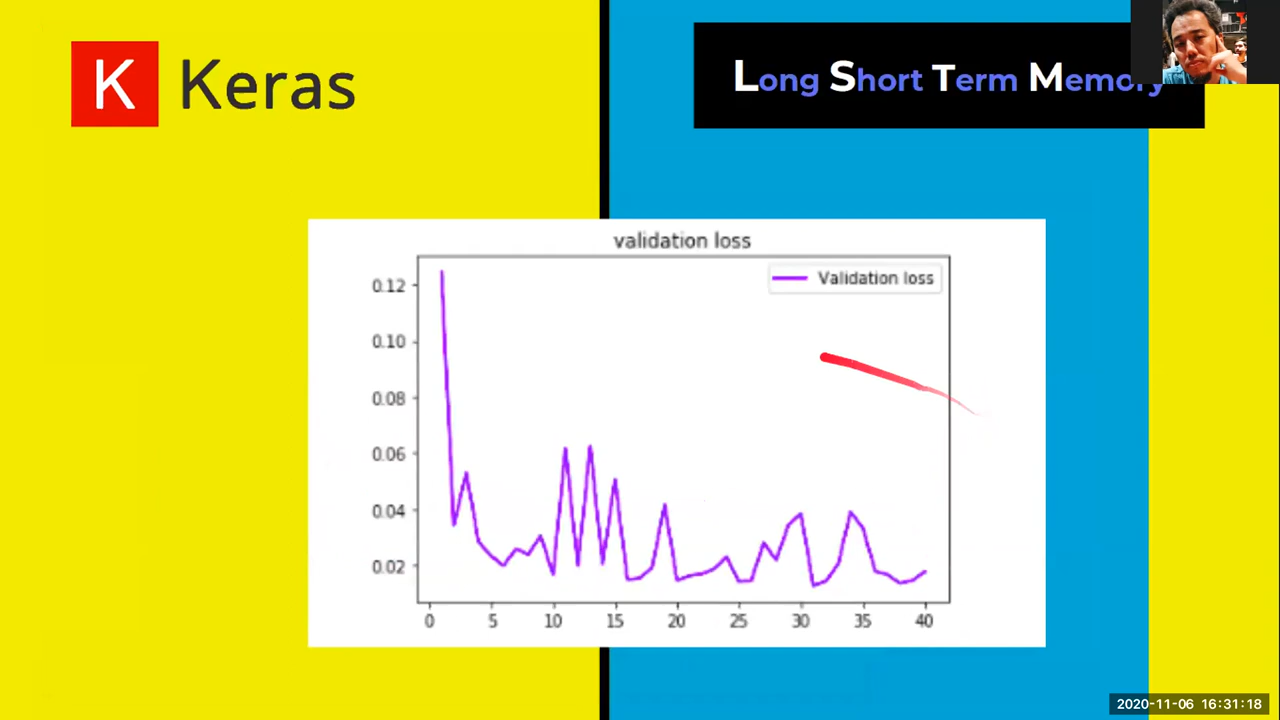 K Keras
Long Short Term Memory
validation loss
Validation loss
0.12
0.10
0.08
0.06
0.04
0.02
0 5 10 15 20 25 30 35 40
2020-11-06 16:31:18